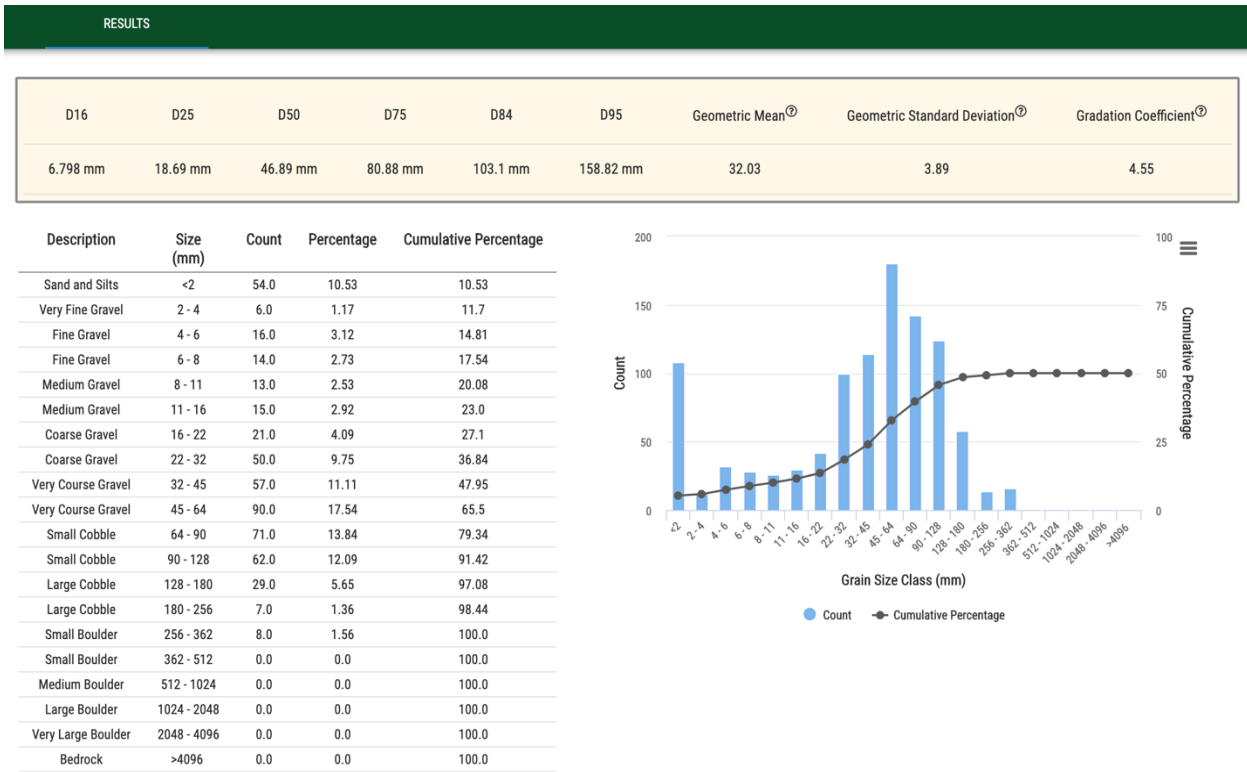 RESULTS
D16 D25 D50 D75 D84 D95 Geometric Mean? Geometric Standard Deviation? Gradation Coefficient?
6.798 mm 18.69 mm 46.89 mm 80.88 mm 103.1 mm 158.82 mm 32.03 3.89 4.55
Description Size (mm) Count Percentage Cumulative Percentage
Sand and Silts <2 54.0 10.53 10.53
Very Fine Gravel 2 - 4 6.0 1.17 11.7
Fine Gravel 4 - 6 16.0 3.12 14.81
Fine Gravel 6 - 8 14.0 2.73 17.54
Medium Gravel 8 - 11 13.0 2.53 20.08
Medium Gravel 11 - 16 15.0 2.92 23.0
Coarse Gravel 16 - 22 21.0 4.09 27.1
Coarse Gravel 22 - 32 50.0 9.75 36.84
Very Course Gravel 32 - 45 57.0 11.11 47.95
Very Course Gravel 45 - 64 90.0 17.54 65.5
Small Cobble 64 - 90 71.0 13.84 79.34
Small Cobble 90 - 128 62.0 12.09 91.42
Large Cobble 128 - 180 29.0 5.65 97.08
Large Cobble 180 - 256 7.0 1.36 98.44
Small Boulder 256 - 362 8.0 1.56 100.0
Small Boulder 362 - 512 0.0 0.0 100.0
Medium Boulder 512 - 1024 0.0 0.0 100.0
Large Boulder 1024 - 2048 0.0 0.0 100.0
Very Large Boulder 2048 - 4096 0.0 0.0 100.0
Bedrock >4096 0.0 0.0 100.0
Count
200
150
100
50
0
100
75
50
25
0
Cumulative Percentage
<2 2 - 4 4 - 6 6 - 8 8 - 11 11 - 16 16 - 22 22 - 32 32 - 45 45 - 64 64 - 90 90 - 128 128 - 180 180 - 256 256 - 362 362 - 512 512 - 1024 1024 - 2048 2048 - 4096 >4096
Grain Size Class (mm)
Count Cumulative Percentage